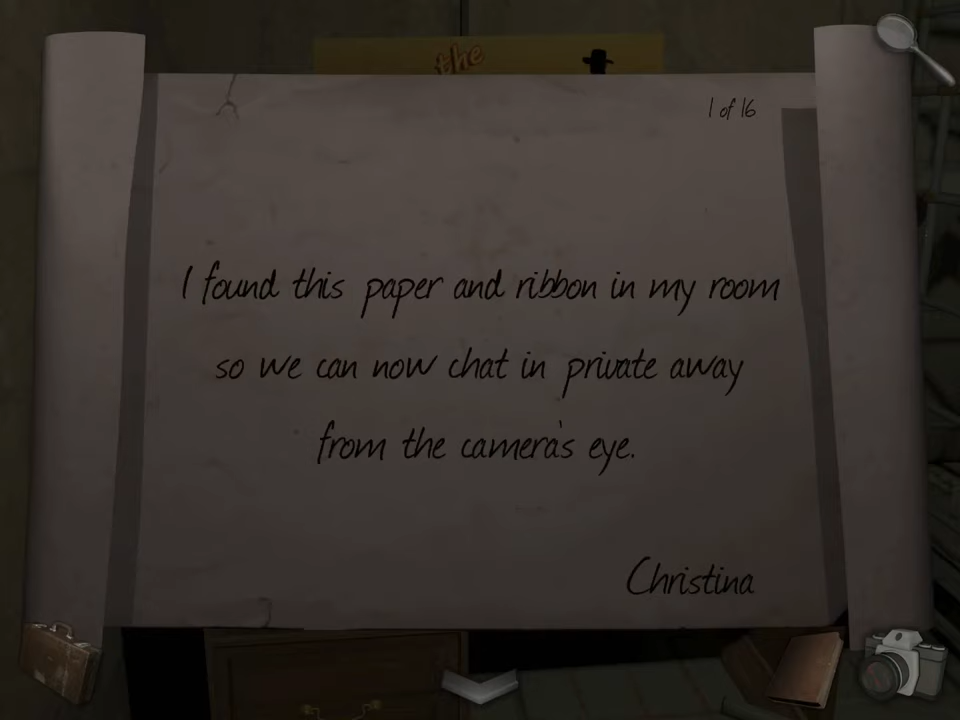 the
1 of 16
I found this paper and ribbon in my room
so we can now chat in private away
from the camera's eye.
Christina